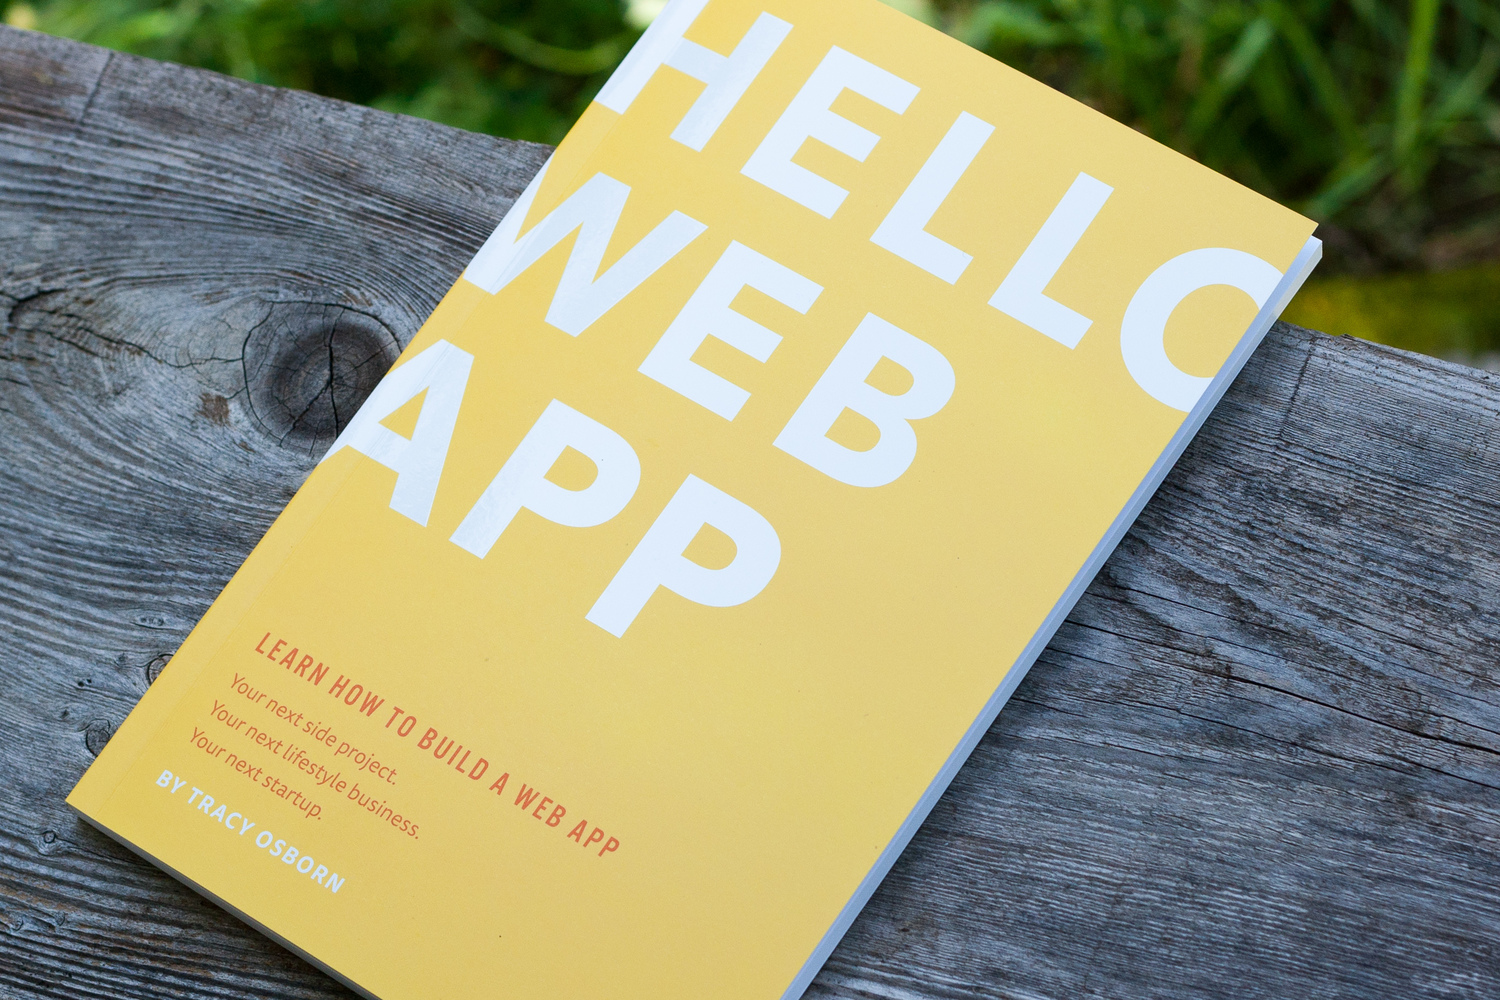 HELLO
WEB
APP
LEARN HOW TO BUILD A WEB APP
Your next side project.
Your next lifestyle business.
Your next startup.
BY TRACY OSBORN